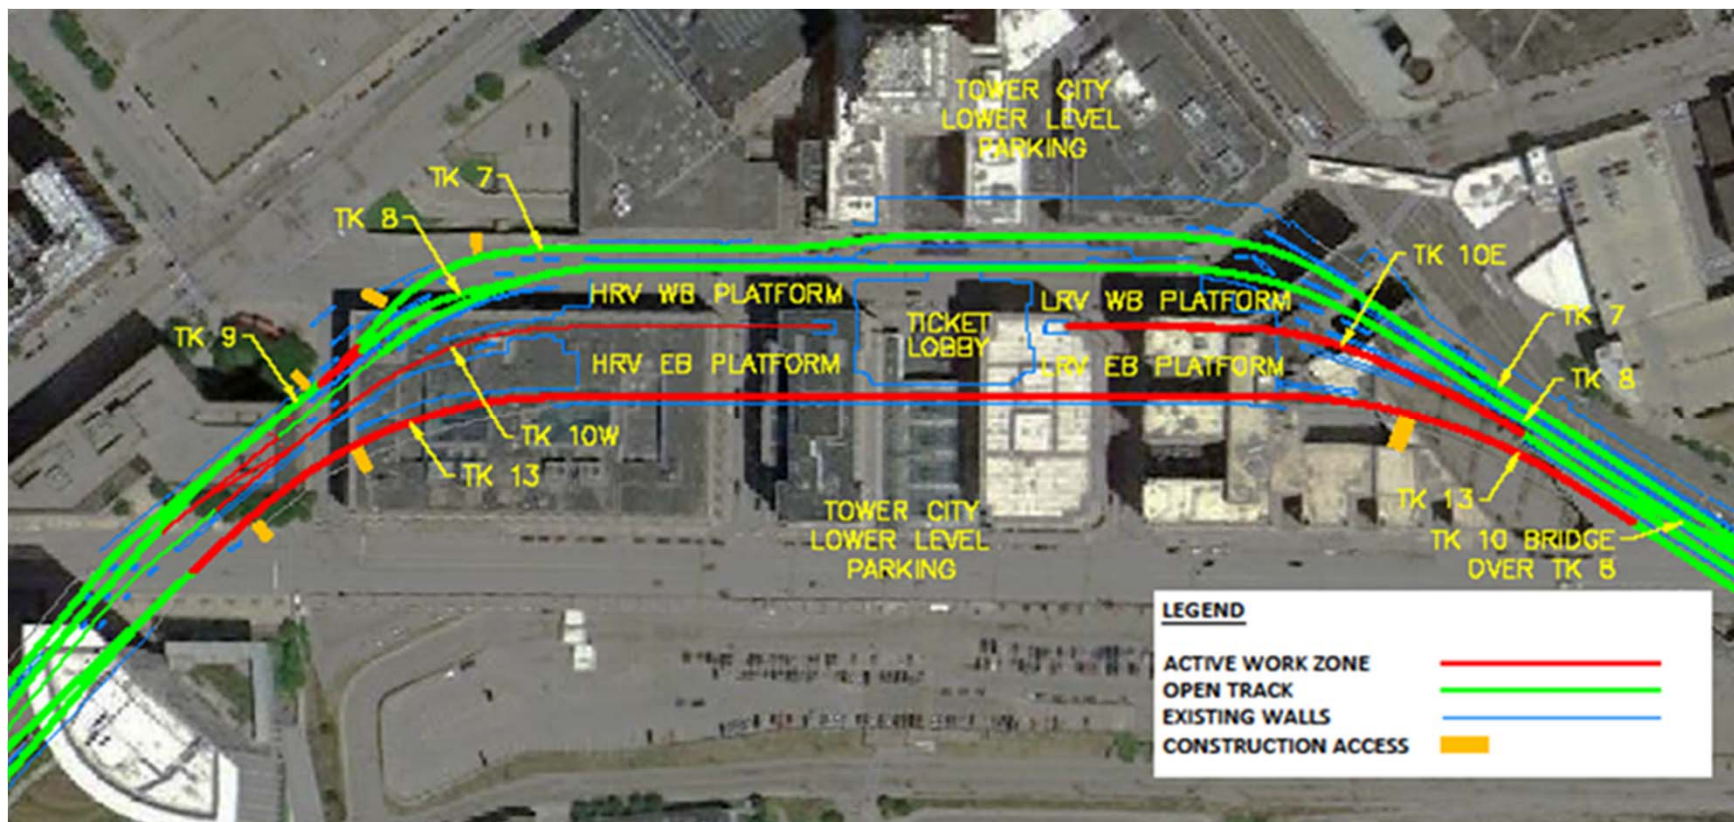 TOWER CITY
LOWER LEVEL
PARKING
TK 7
TK 8
TK 10E
HRV WB PLATFORM
LRV WB PLATFORM
TK 7
TK 9
TICKET
LOBBY
HRV EB PLATFORM
LRV EB PLATFORM
TK 8
TK 10W
TK 13
TK 13
TOWER CITY
LOWER LEVEL
PARKING
TK 10 BRIDGE
OVER TK 8
LEGEND
ACTIVE WORK ZONE
OPEN TRACK
EXISTING WALLS
CONSTRUCTION ACCESS